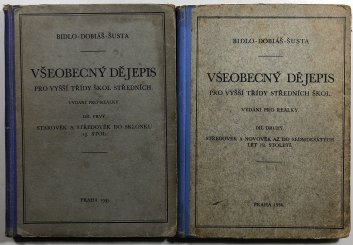 BIDLO-DOBIÁŠ-ŠUSTA
VŠEOBECNÝ DĚJEPIS
PRO VYŠŠÍ TŘÍDY ŠKOL STŘEDNÍCH
VYDÁNÍ PRO REÁLKY
DÍL PRVÝ
STAROVĚK A STŘEDOVĚK DO SKLONKU
13. STOL.
PRAHA
BIDLO-DOBIÁŠ-ŠUSTA
VŠEOBECNÝ DĚJEPIS
PRO VYŠŠÍ TŘÍDY STŘEDNÍCH ŠKOL
VYDÁNÍ PRO REÁLKY
DÍL DRUHÝ
STŘEDOVĚK A NOVOVĚK AŽ DO SEDMDESÁTÝCH
LET 19. STOLETÍ
PRAHA